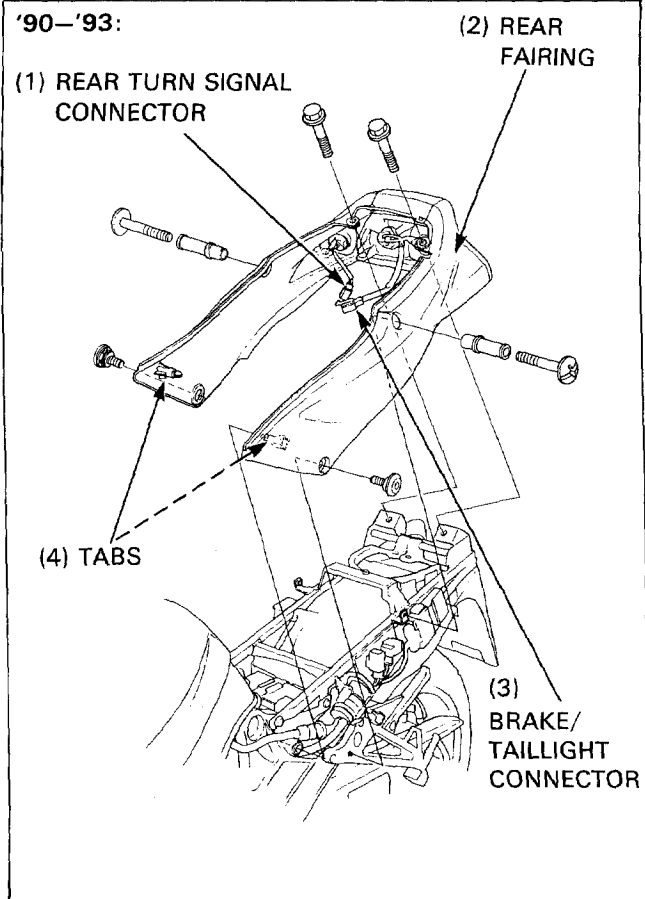 '90—'93:
(2) REAR
FAIRING
(1) REAR TURN SIGNAL
CONNECTOR
(4) TABS
(3)
BRAKE/
TAILLIGHT
CONNECTOR